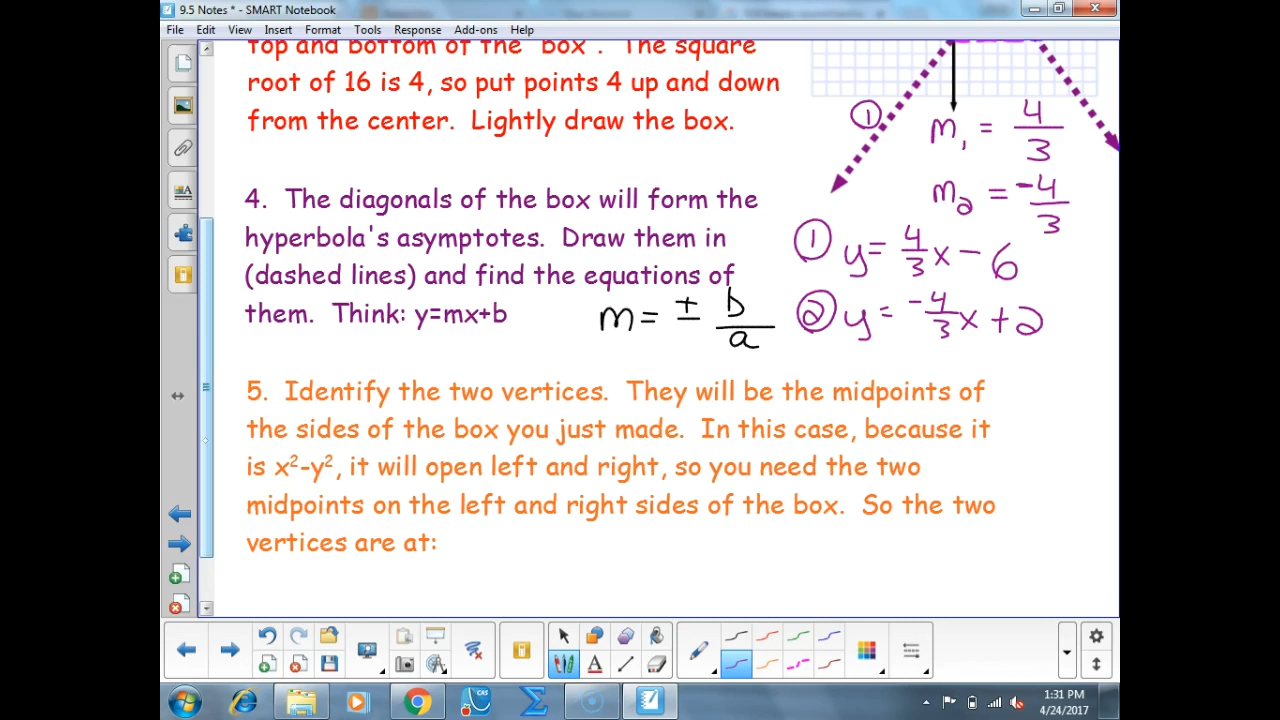 9.5 Notes * - SMART Notebook
File Edit View Insert Format Tools Response Add-ons Help
top and bottom of the "box". The square
root of 16 is 4, so put points 4 up and down
from the center. Lightly draw the box.
4. The diagonals of the box will form the
hyperbola's asymptotes. Draw them in
(dashed lines) and find the equations of
them. Think: y=mx+b
m = ± b/a
①
m₁ = 4/3
m₂ = -4/3
① y = 4/3 x - 6
② y = -4/3 x + 2
5. Identify the two vertices. They will be the midpoints of
the sides of the box you just made. In this case, because it
is x²-y², it will open left and right, so you need the two
midpoints on the left and right sides of the box. So the two
vertices are at:
1:31 PM
4/24/2017